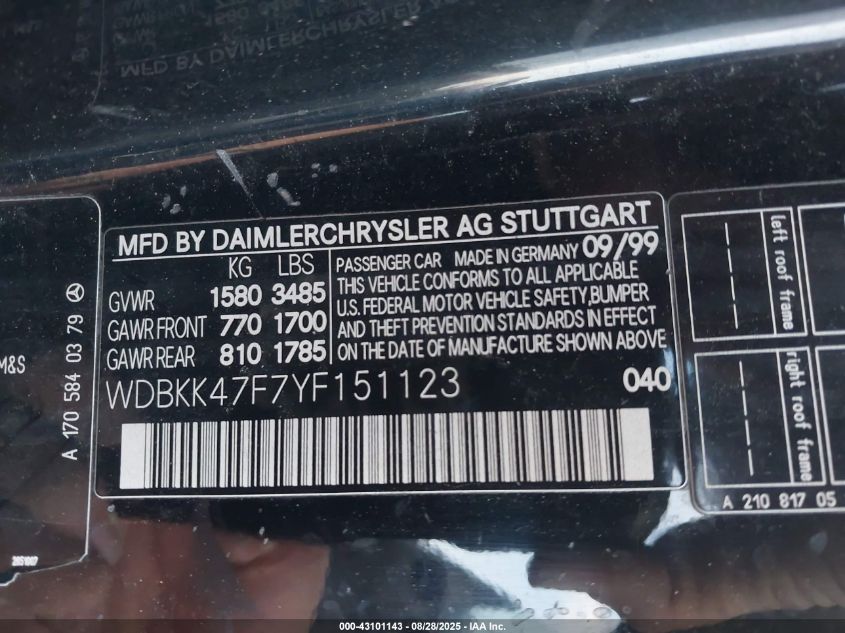 MFD BY DAIMLERCHRYSLER AG STUTTGART
KG LBS
GVWR 1580 3485
GAWR FRONT 770 1700
GAWR REAR 810 1785
PASSENGER CAR MADE IN GERMANY 09/99
THIS VEHICLE CONFORMS TO ALL APPLICABLE
U.S. FEDERAL MOTOR VEHICLE SAFETY,BUMPER
AND THEFT PREVENTION STANDARDS IN EFFECT
ON THE DATE OF MANUFACTURE SHOWN ABOVE
WDBKK47F7YF151123 040
M&S
A 170 584 03 79
left roof frame
right roof frame
A 210 817 05
000-43101143 - 08/28/2025 - IAA Inc.